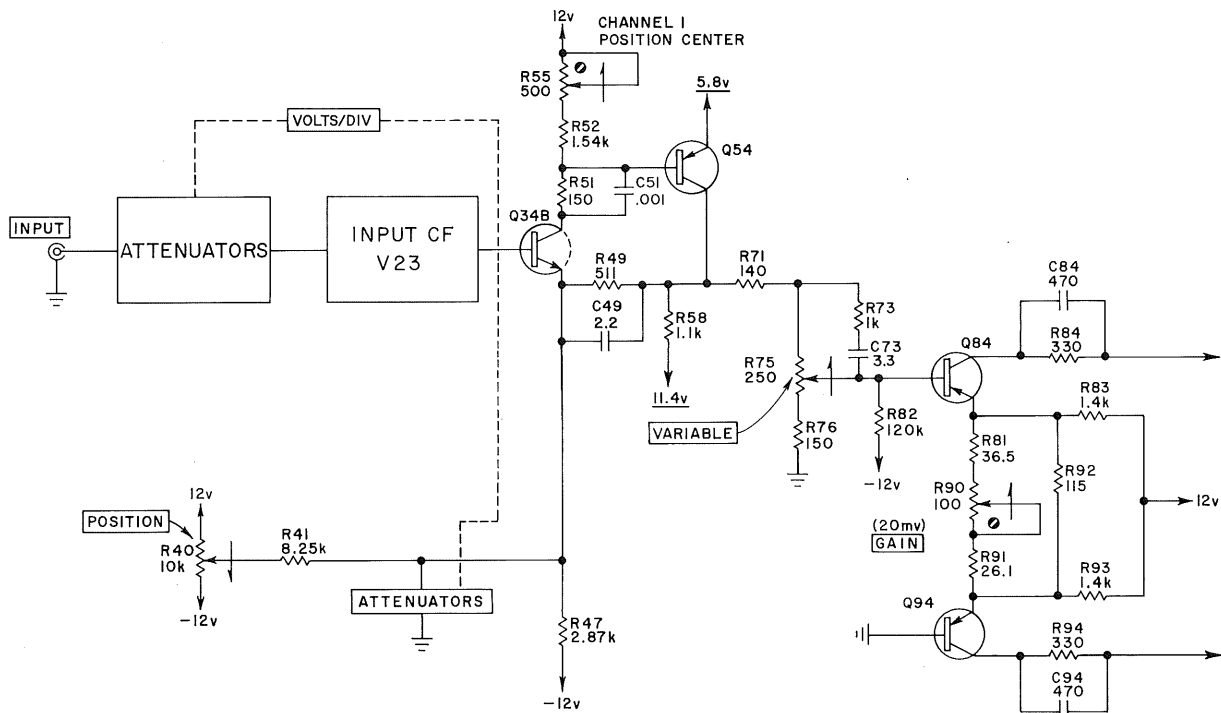 12v
CHANNEL 1
POSITION CENTER
R55
500
5.8v
VOLTS/DIV
R52
1.54k
Q54
R51
150
C51
.001
INPUT
ATTENUATORS
INPUT CF
V23
Q34B
R49
511
R71
140
C84
470
C49
2.2
R58
1.1k
R73
1k
R84
330
Q84
C73
3.3
R75
250
11.4v
R83
1.4k
VARIABLE
R76
150
R82
120k
R81
36.5
R92
115
-12v
R90
100
12v
12v
POSITION
R40
10k
R41
8.25k
(20mv)
GAIN
R91
26.1
ATTENUATORS
R93
1.4k
-12v
R47
2.87k
Q94
R94
330
C94
470
-12v